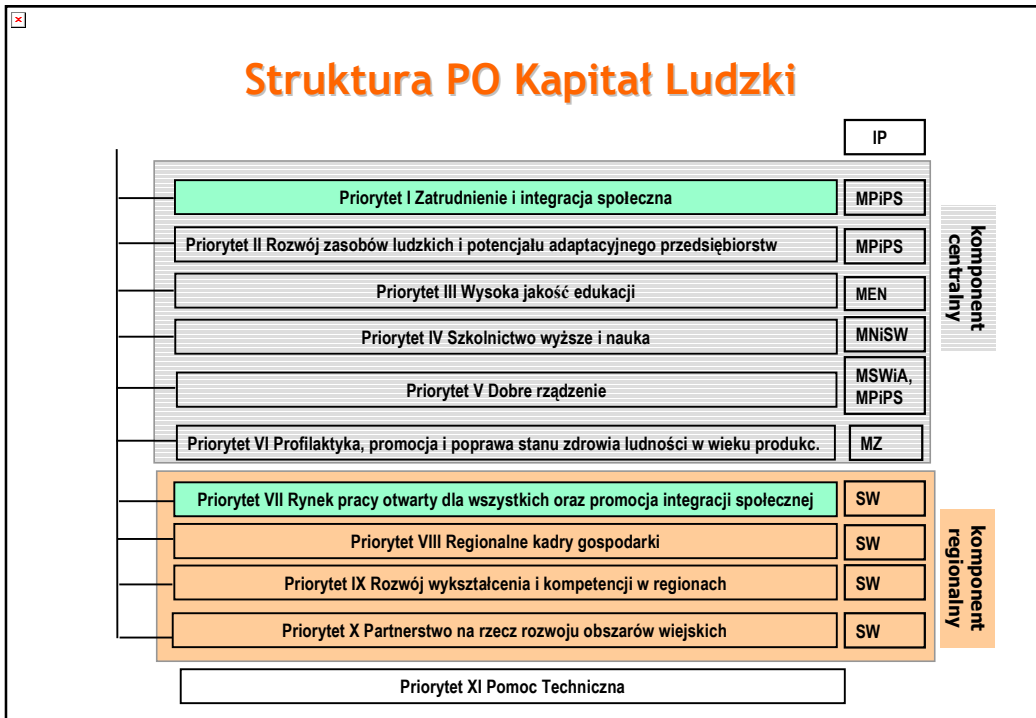 Struktura PO Kapitał Ludzki
IP
Priorytet I Zatrudnienie i integracja społeczna
MPiPS
Priorytet II Rozwój zasobów ludzkich i potencjału adaptacyjnego przedsiębiorstw
MPiPS
Priorytet III Wysoka jakość edukacji
MEN
Priorytet IV Szkolnictwo wyższe i nauka
MNiSW
Priorytet V Dobre rządzenie
MSWiA,
MPiPS
Priorytet VI Profilaktyka, promocja i poprawa stanu zdrowia ludności w wieku produkc.
MZ
komponent
centralny
Priorytet VII Rynek pracy otwarty dla wszystkich oraz promocja integracji społecznej
SW
Priorytet VIII Regionalne kadry gospodarki
SW
Priorytet IX Rozwój wykształcenia i kompetencji w regionach
SW
Priorytet X Partnerstwo na rzecz rozwoju obszarów wiejskich
SW
komponent
regionalny
Priorytet XI Pomoc Techniczna